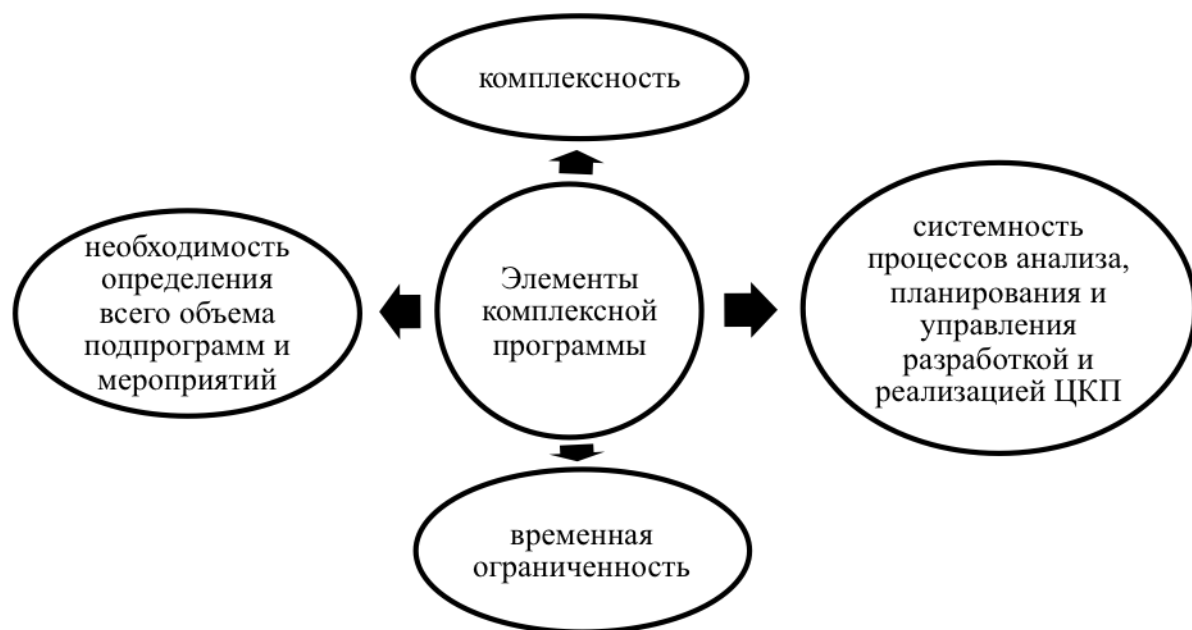 комплексность
необходимость
определения
всего объема
подпрограмм и
мероприятий
Элементы
комплексной
программы
системность
процессов анализа,
планирования и
управления
разработкой и
реализацией ЦКП
временная
ограниченность